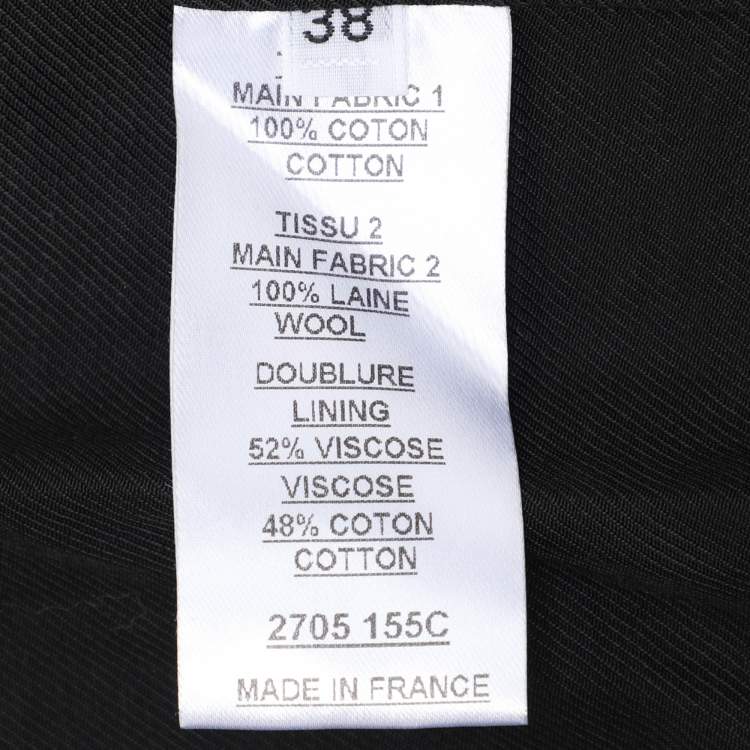 38
MAIN FABRIC 1
100% COTON
COTTON
TISSU 2
MAIN FABRIC 2
100% LAINE
WOOL
DOUBLURE
LINING
52% VISCOSE
VISCOSE
48% COTON
COTTON
2705 155C
MADE IN FRANCE